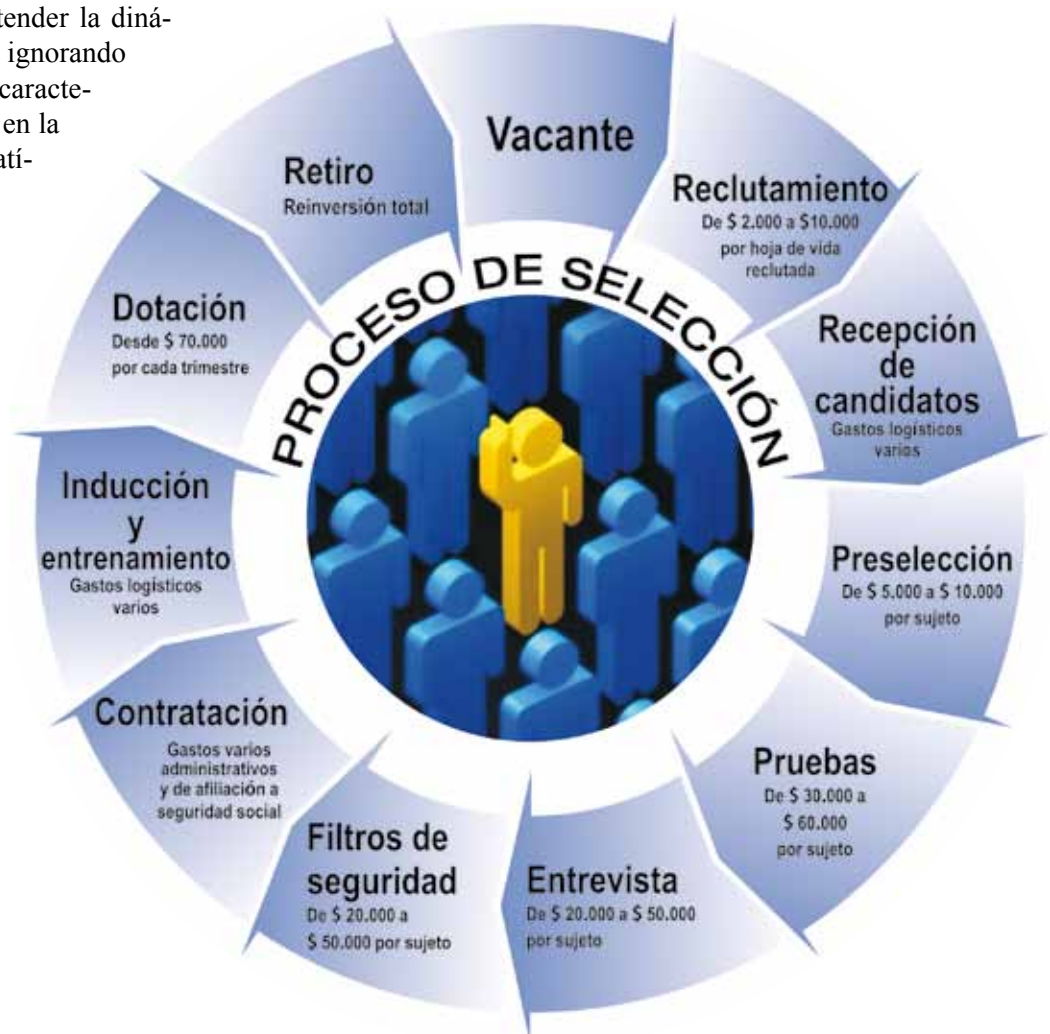 tender la diná-
ignorando
caracte-
en la
atí-
PROCESO DE SELECCIÓN
Vacante
Reclutamiento
De $ 2.000 a $10.000
por hoja de vida
reclutada
Recepción
de
candidatos
Gastos logísticos
varios
Preselección
De $ 5.000 a $ 10.000
por sujeto
Pruebas
De $ 30.000 a
$ 60.000
por sujeto
Entrevista
De $ 20.000 a $ 50.000
por sujeto
Filtros de
seguridad
De $ 20.000 a
$ 50.000 por sujeto
Contratación
Gastos varios
administrativos
y de afiliación a
seguridad social
Inducción
y
entrenamiento
Gastos logísticos
varios
Dotación
Desde $ 70.000
por cada trimestre
Retiro
Reinversión total